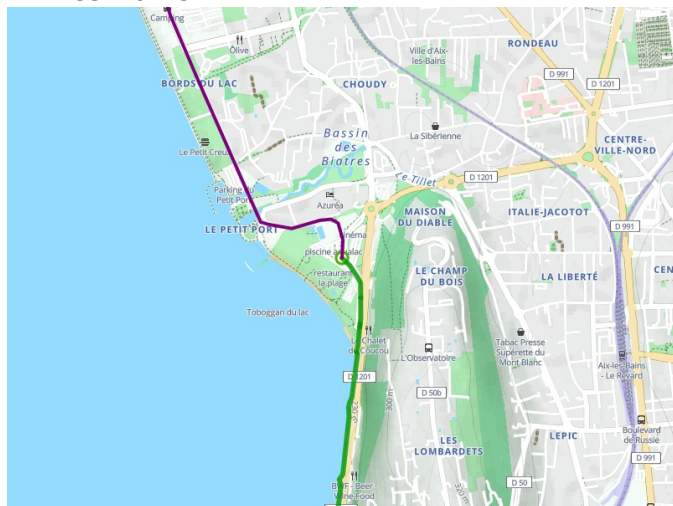 Camping
Olive
Ville d'Aix-
les-Bains
RONDEAU
D 991
D 1201
BORDS DU LAC
CHOUDY
Bassin
des
Biatres
La Sibérienne
CENTRE-
VILLE-NORD
Le Petit Creux
Le Tillet
D 1201
Parking du
Petit Port
Azuréa
MAISON
DU DIABLE
ITALIE-JACOTOT
LE PETIT PORT
D 991
piscine
LE CHAMP
DU BOIS
LA LIBERTÉ
CEN
restaurant
la plage
Toboggan du lac
Le Chalet
de Coucou
L'Observatoire
Tabac Presse
Supérette du
Mont Blanc
Aix-les-Bains
- Le Revard
D 1201
D 50b
300 m
LES
LOMBARDETS
LEPIC
Boulevard
de Russie
D 991
BWF - Beer
Wine Food
320 m
D 50